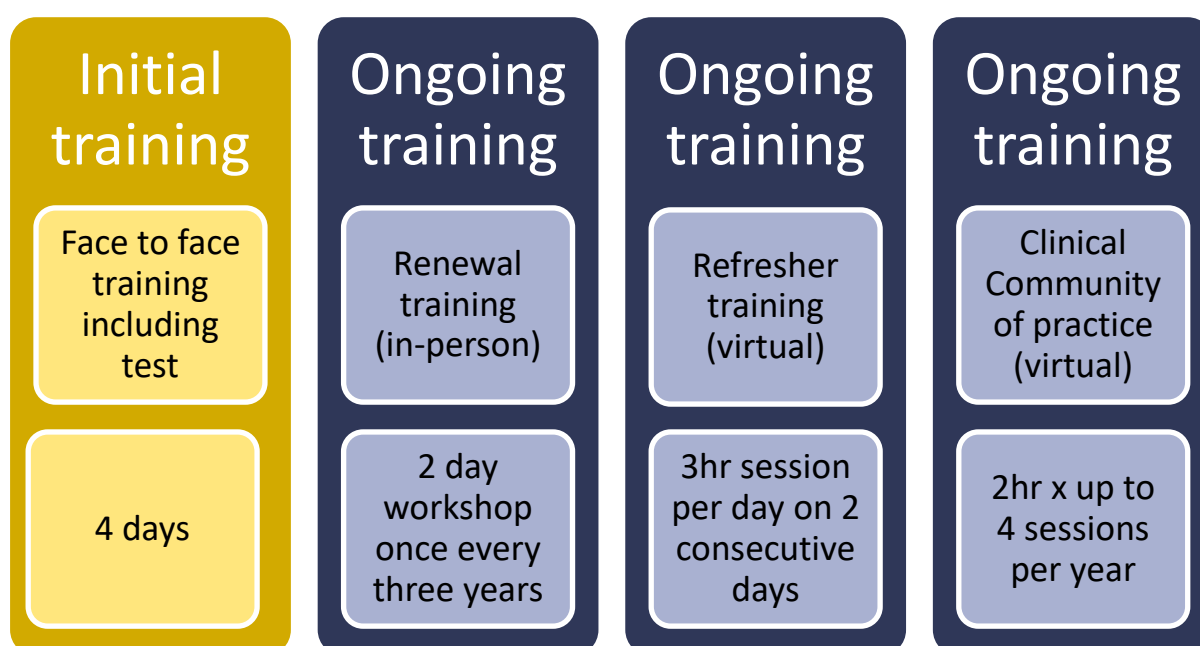 Initial
training
Face to face
training
including
test
4 days
Ongoing
training
Renewal
training
(in-person)
2 day
workshop
once every
three years
Ongoing
training
Refresher
training
(virtual)
3hr session
per day on 2
consecutive
days
Ongoing
training
Clinical
Community
of practice
(virtual)
2hr x up to
4 sessions
per year